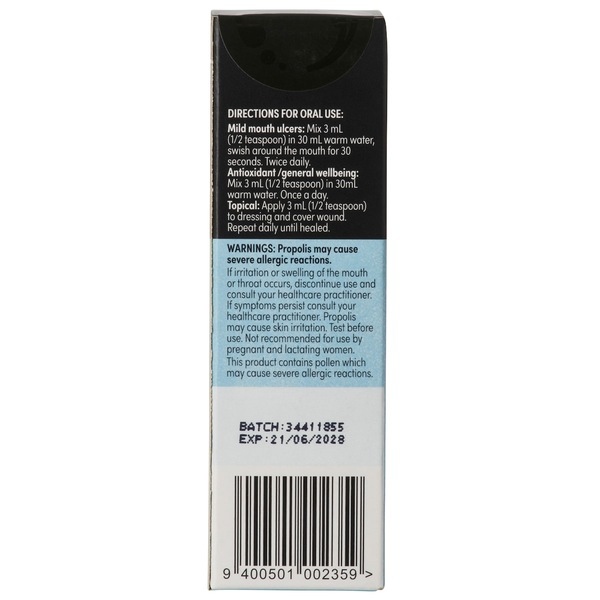 DIRECTIONS FOR ORAL USE:
Mild mouth ulcers: Mix 3 mL
(1/2 teaspoon) in 30 mL warm water,
swish around the mouth for 30
seconds. Twice daily.
Antioxidant /general wellbeing:
Mix 3 mL (1/2 teaspoon) in 30mL
warm water. Once a day.
Topical: Apply 3 mL (1/2 teaspoon)
to dressing and cover wound.
Repeat daily until healed.
WARNINGS: Propolis may cause
severe allergic reactions.
If irritation or swelling of the mouth
or throat occurs, discontinue use and
consult your healthcare practitioner.
If symptoms persist consult your
healthcare practitioner. Propolis
may cause skin irritation. Test before
use. Not recommended for use by
pregnant and lactating women.
This product contains pollen which
may cause severe allergic reactions.
BATCH:34411855
EXP:21/06/2028
9 400501 002359 >